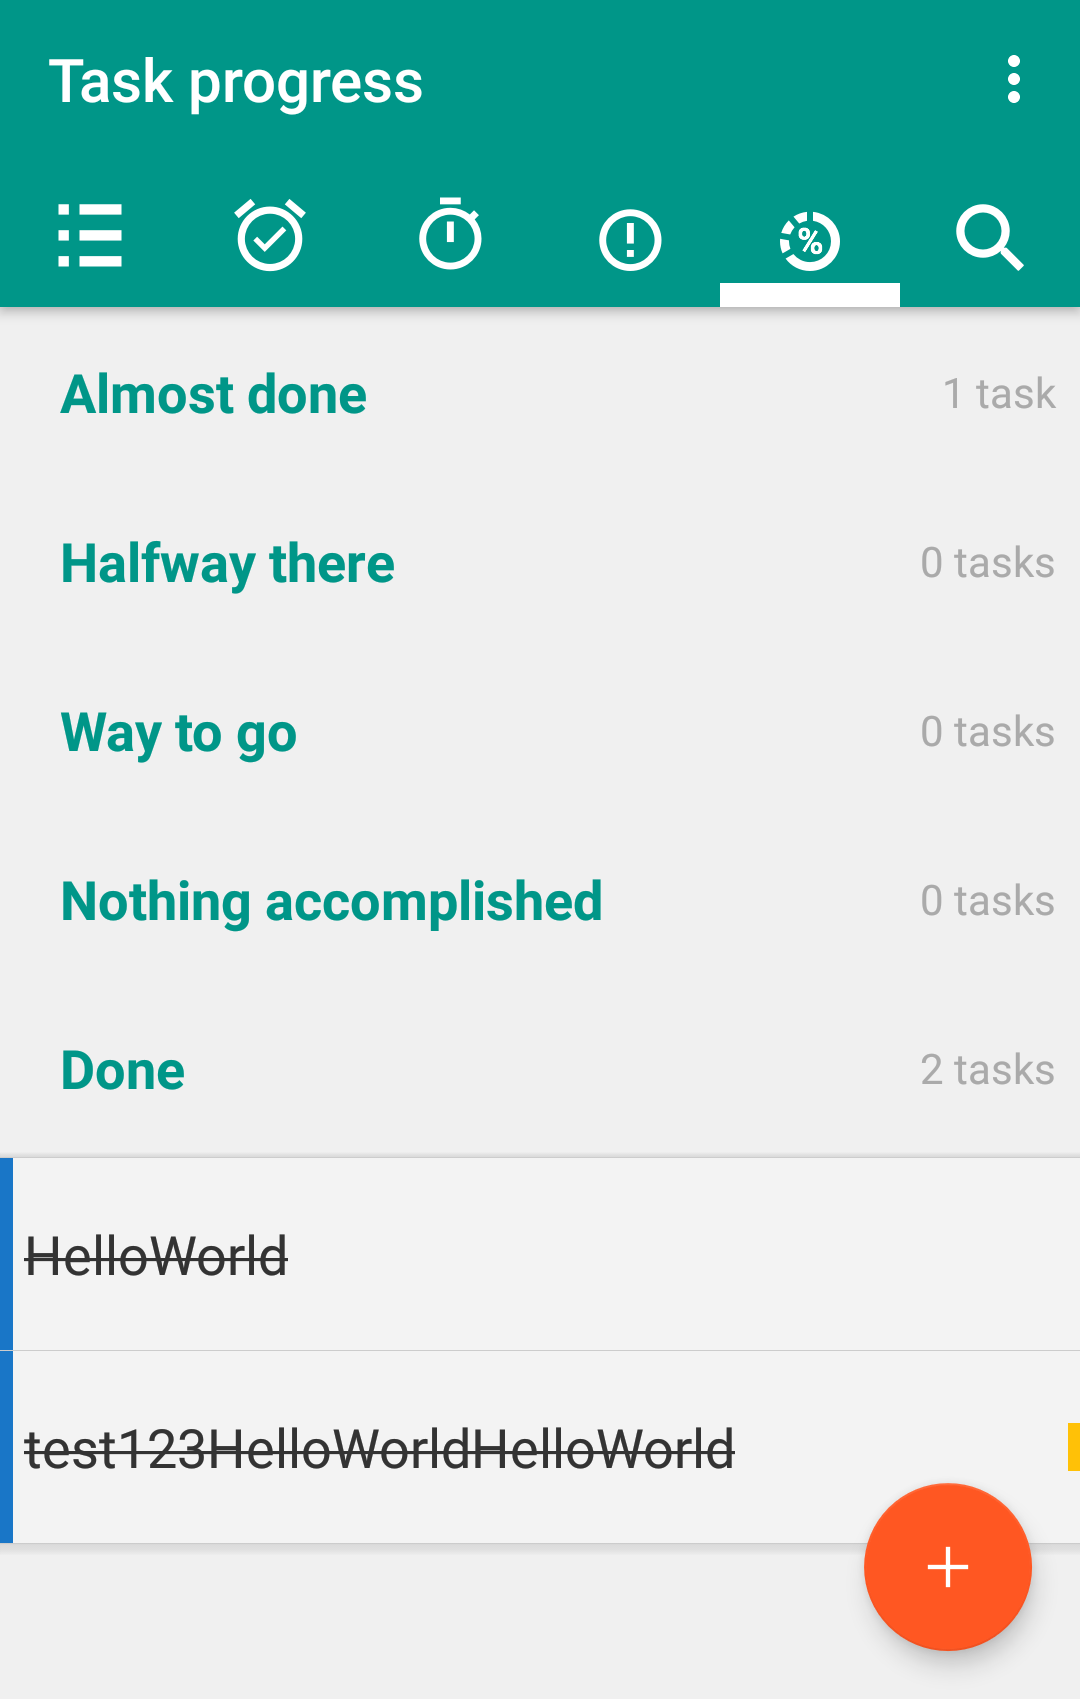 Task progress
%
Almost done
1 task
Halfway there
0 tasks
Way to go
0 tasks
Nothing accomplished
0 tasks
Done
2 tasks
HelloWorld
test123HelloWorldHelloWorld